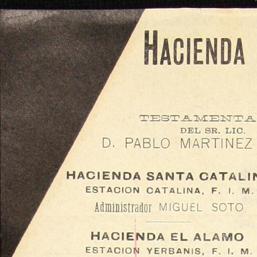 HACIENDA
TESTAMENTA
DEL SR. LIC.
D. PABLO MARTINEZ
HACIENDA SANTA CATALIN
ESTACION CATALINA, F. I. M.
Administrador MIGUEL SOTO
HACIENDA EL ALAMO
ESTACION YERBANIS, F. I. M.